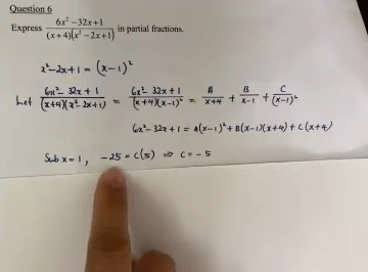 Question 6
Express (6x² - 32x + 1)/((x+4)(x² - 2x + 1)) in partial fractions.
x² - 2x + 1 = (x-1)²
Let (6x² - 32x + 1)/((x+4)(x² - 2x + 1)) = (6x² - 32x + 1)/((x+4)(x-1)²) = A/(x+4) + B/(x-1) + C/(x-1)²
6x² - 32x + 1 = A(x-1)² + B(x-1)(x+4) + C(x+4)
Sub x = 1, -25 = C(5) ⇒ C = -5